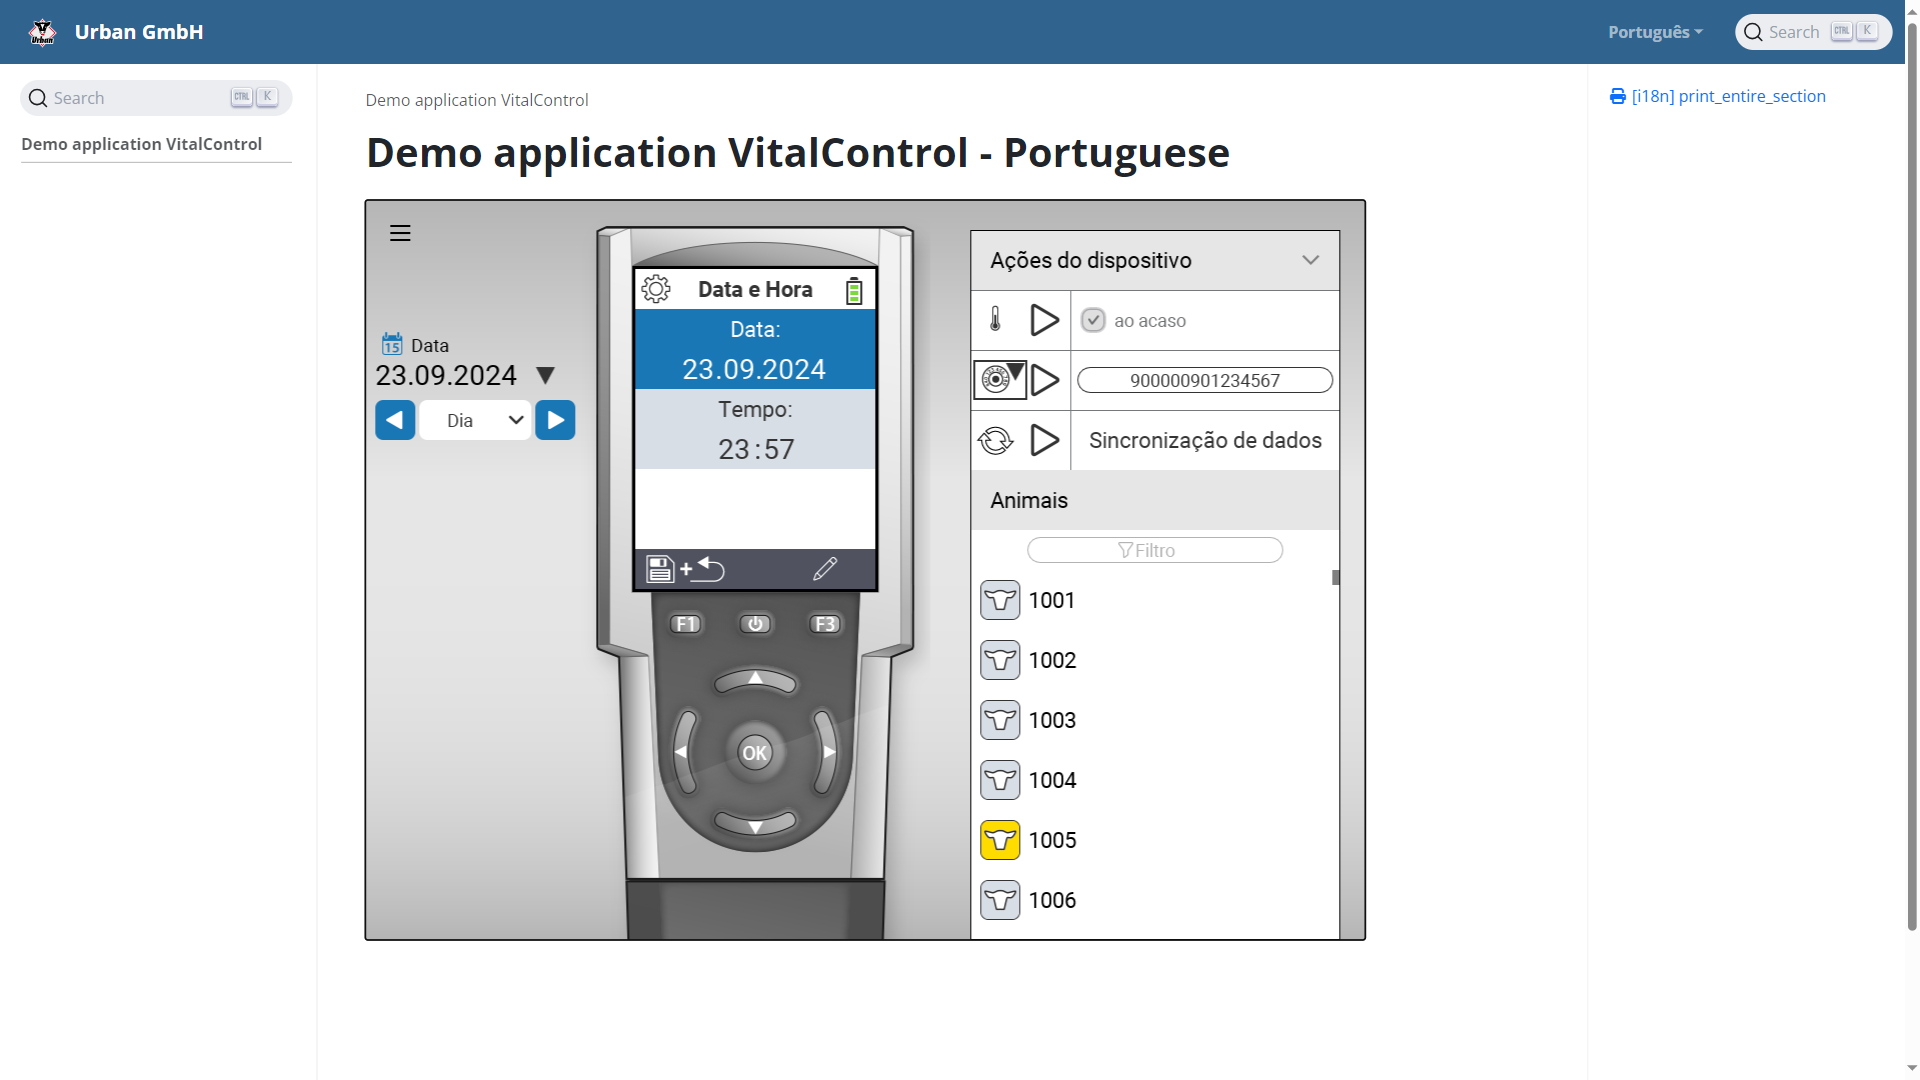 Urban GmbH
Português
Search CTRL K
Search CTRL K
Demo application VitalControl
Demo application VitalControl
Demo application VitalControl - Portuguese
[i18n] print_entire_section
15 Data
23.09.2024
Dia
Data e Hora
Data:
23.09.2024
Tempo:
23:57
F1
F3
OK
Ações do dispositivo
ao acaso
900000901234567
Sincronização de dados
Animais
Filtro
1001
1002
1003
1004
1005
1006